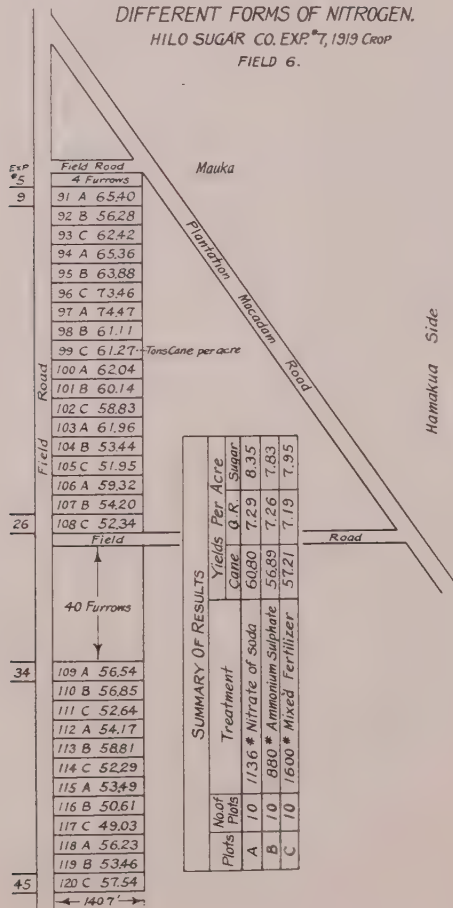 DIFFERENT FORMS OF NITROGEN.
HILO SUGAR CO. EXP. #7, 1919 CROP
FIELD 6.
Mauka
Plantation Macadam Road
Hamakua Side
Exp #5
Field Road
4 Furrows
9
91 A 65.40
92 B 56.28
93 C 62.42
94 A 65.36
95 B 63.88
96 C 73.46
97 A 74.47
98 B 61.11
99 C 61.27 Tons Cane per acre
100 A 62.04
101 B 60.14
102 C 58.83
103 A 61.96
104 B 53.44
105 C 51.95
106 A 59.32
107 B 54.20
26
108 C 52.34
Field Road
Field Road
40 Furrows
34
109 A 56.54
110 B 56.85
111 C 52.64
112 A 54.17
113 B 58.81
114 C 52.29
115 A 53.49
116 B 50.61
117 C 49.03
118 A 56.23
119 B 53.46
45
120 C 57.54
140.7'
SUMMARY OF RESULTS
Plots No. of Plots Treatment Yields Per Acre
Cane Q.R. Sugar
A 10 1136 # Nitrate of soda 60.80 7.29 8.35
B 10 880 # Ammonium Sulphate 56.89 7.26 7.83
C 10 1600 # Mixed Fertilizer 57.21 7.19 7.95